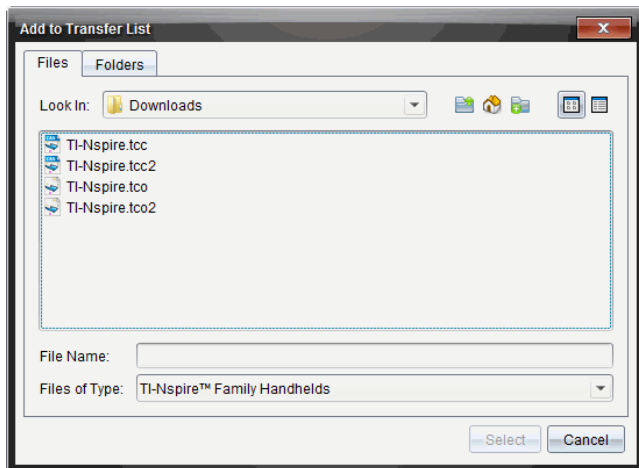 Add to Transfer List
Files Folders
Look In: Downloads
TI-Nspire.tcc
TI-Nspire.tcc2
TI-Nspire.tco
TI-Nspire.tco2
File Name:
Files of Type: TI-Nspire™ Family Handhelds
Select Cancel